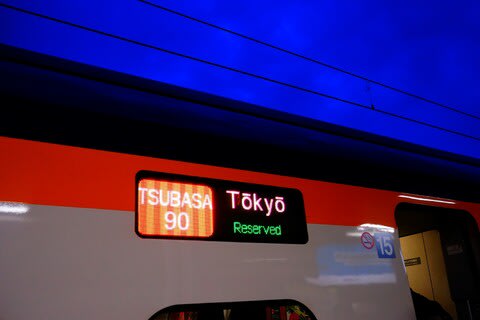 TSUBASA
90
Tōkyō
Reserved
15